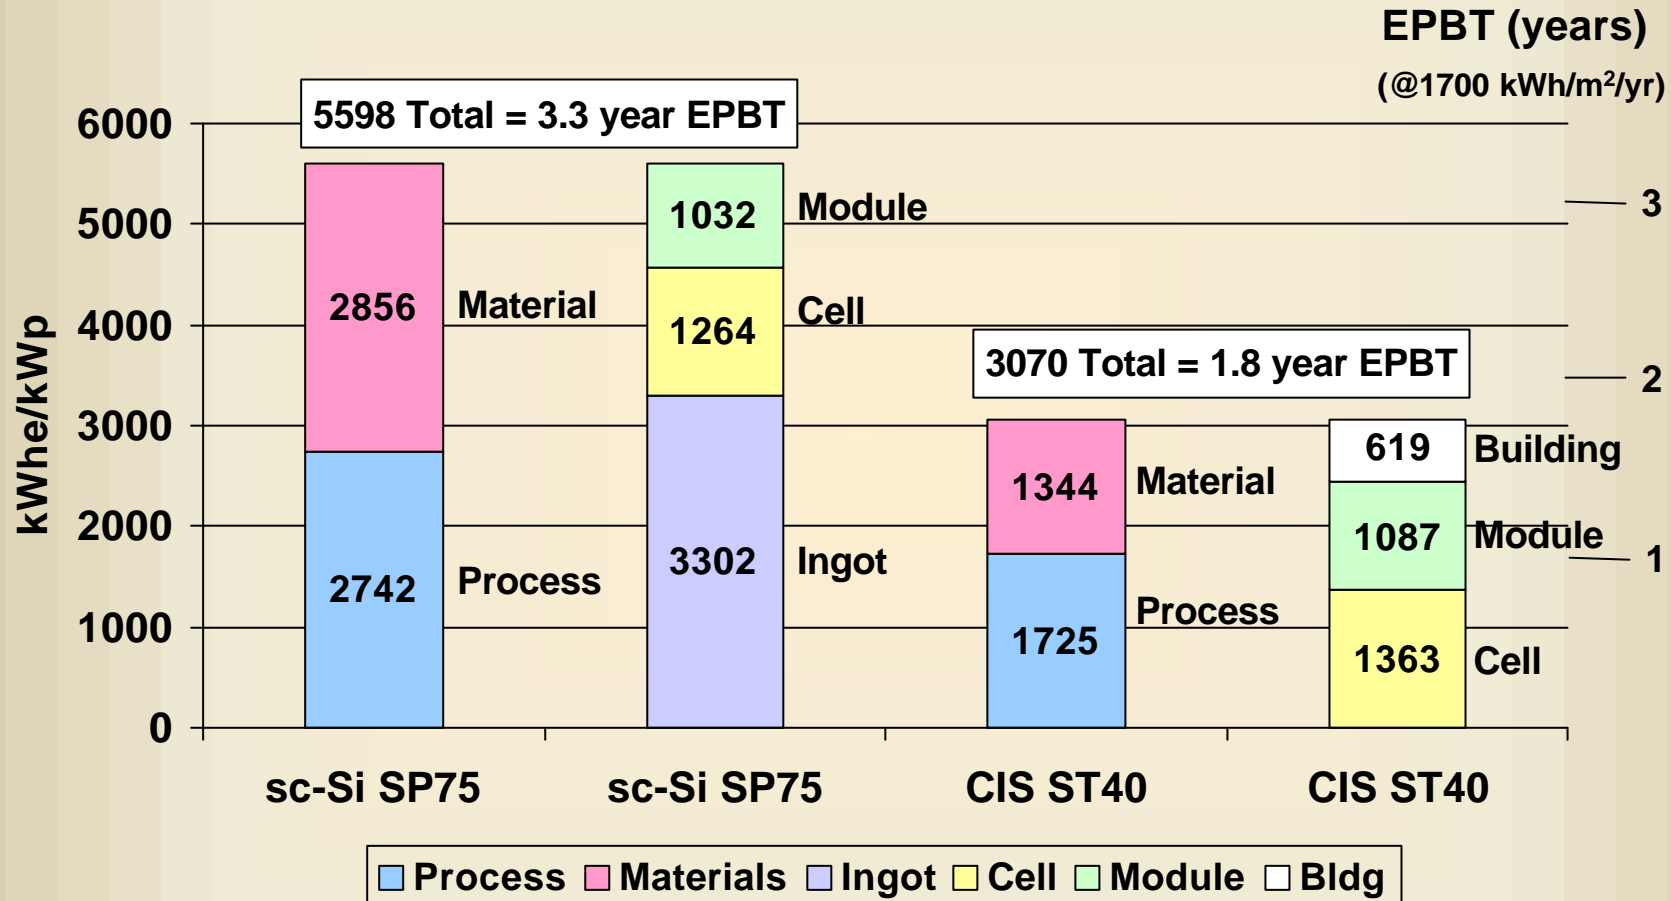 EPBT (years)
(@1700 kWh/m²/yr)
5598 Total = 3.3 year EPBT
3070 Total = 1.8 year EPBT
kWhe/kWp
6000
5000
4000
3000
2000
1000
0
3
2
1
2856
Material
2742
Process
1032
Module
1264
Cell
3302
Ingot
1344
Material
1725
Process
619
Building
1087
Module
1363
Cell
sc-Si SP75
sc-Si SP75
CIS ST40
CIS ST40
Process Materials Ingot Cell Module Bldg